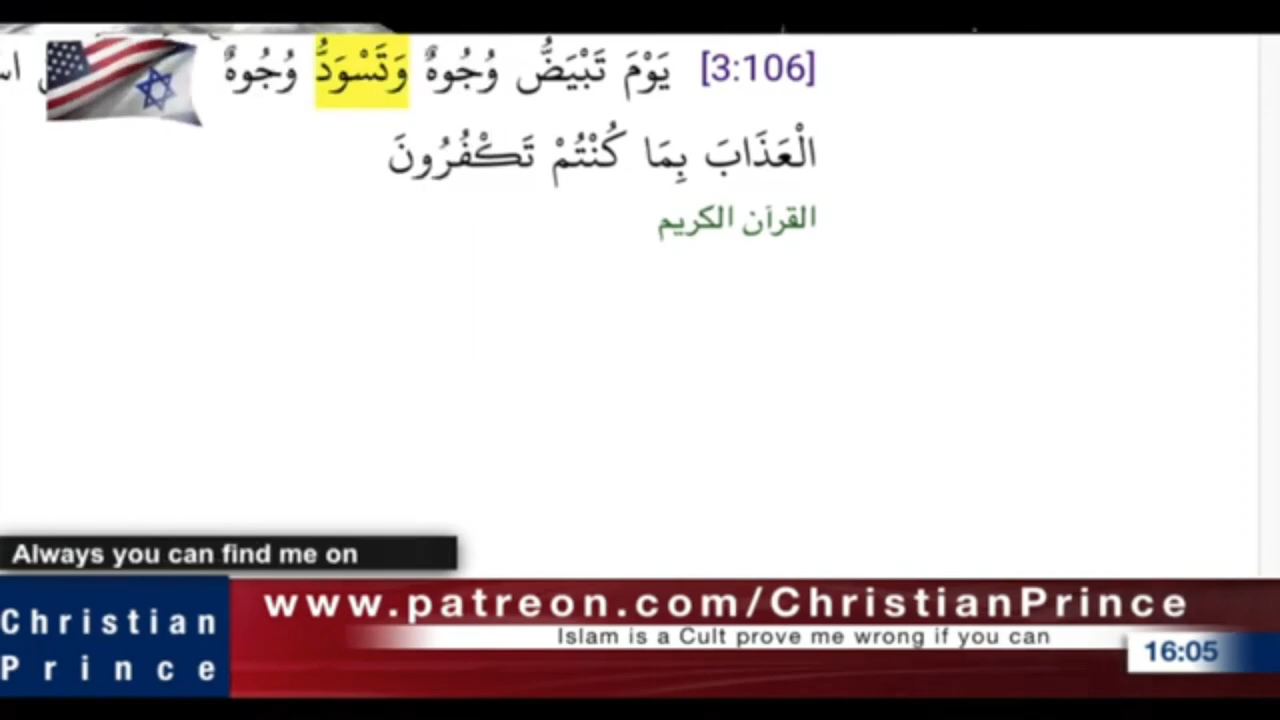 [3:106] يَوْمَ تَبْيَضُّ وُجُوهٌ وَتَسْوَدُّ وُجُوهٌ
الْعَذَابَ بِمَا كُنْتُمْ تَكْفُرُونَ
القرآن الكريم
Always you can find me on
Christian
Prince
www.patreon.com/ChristianPrince
Islam is a Cult prove me wrong if you can
16:05